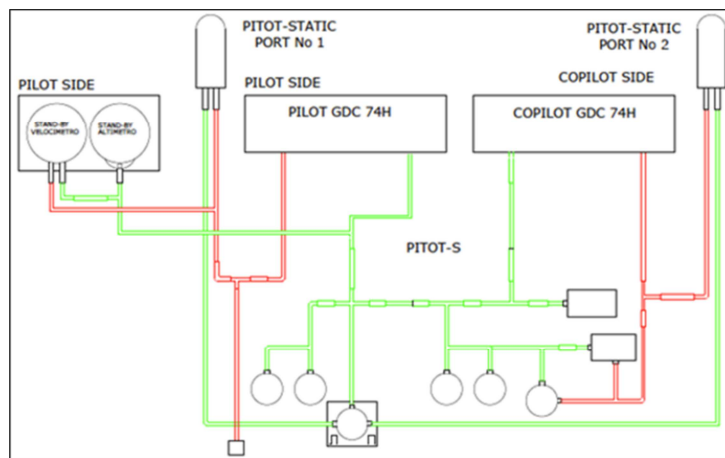 PITOT-STATIC
PORT No 1
PITOT-STATIC
PORT No 2
PILOT SIDE
PILOT SIDE
COPILOT SIDE
STAND-BY
VELOCIMETRO
STAND-BY
ALTIMETRO
PILOT GDC 74H
COPILOT GDC 74H
PITOT-S